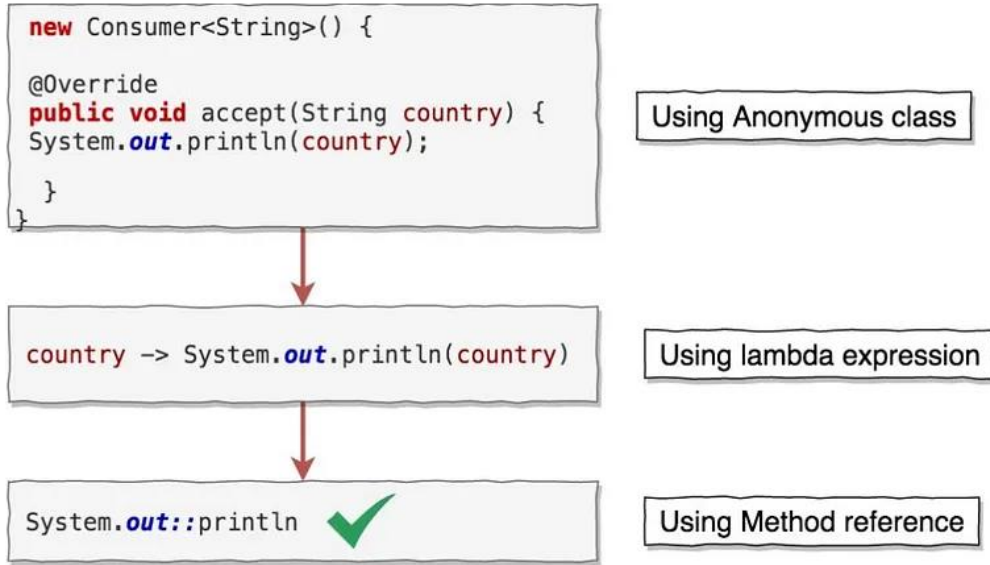 new Consumer<String>() {
@Override
public void accept(String country) {
System.out.println(country);
}
}
Using Anonymous class
country -> System.out.println(country)
Using lambda expression
System.out::println
Using Method reference